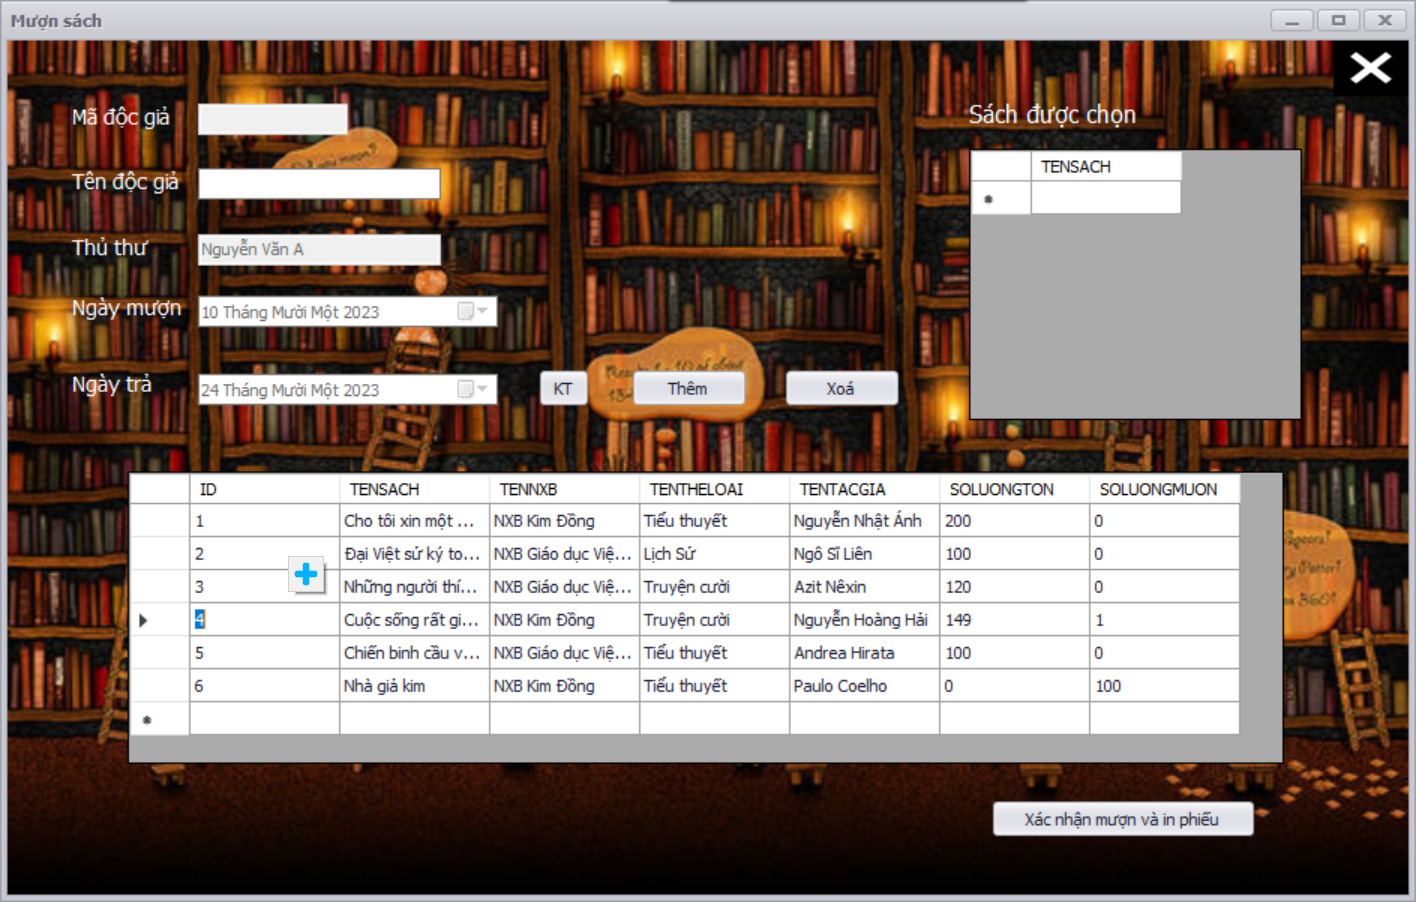 Mượn sách
Mã độc giả
Sách được chọn
TENSACH
Tên độc giả
Thủ thư
Nguyễn Văn A
Ngày mượn
10 Tháng Mười Một 2023
Ngày trả
24 Tháng Mười Một 2023
KT
Thêm
Xoá
ID TENSACH TENNXB TENTHELOAI TENTACGIA SOLUONGTON SOLUONGMUON
1 Cho tôi xin một ... NXB Kim Đồng Tiểu thuyết Nguyễn Nhật Ánh 200 0
2 Đại Việt sử ký to... NXB Giáo dục Việ... Lịch Sử Ngô Sĩ Liên 100 0
3 Những người thí... NXB Giáo dục Việ... Truyện cười Azit Nêxin 120 0
4 Cuộc sống rất gi... NXB Kim Đồng Truyện cười Nguyễn Hoàng Hải 149 1
5 Chiến binh cầu v... NXB Giáo dục Việ... Tiểu thuyết Andrea Hirata 100 0
6 Nhà giả kim NXB Kim Đồng Tiểu thuyết Paulo Coelho 0 100
Xác nhận mượn và in phiếu